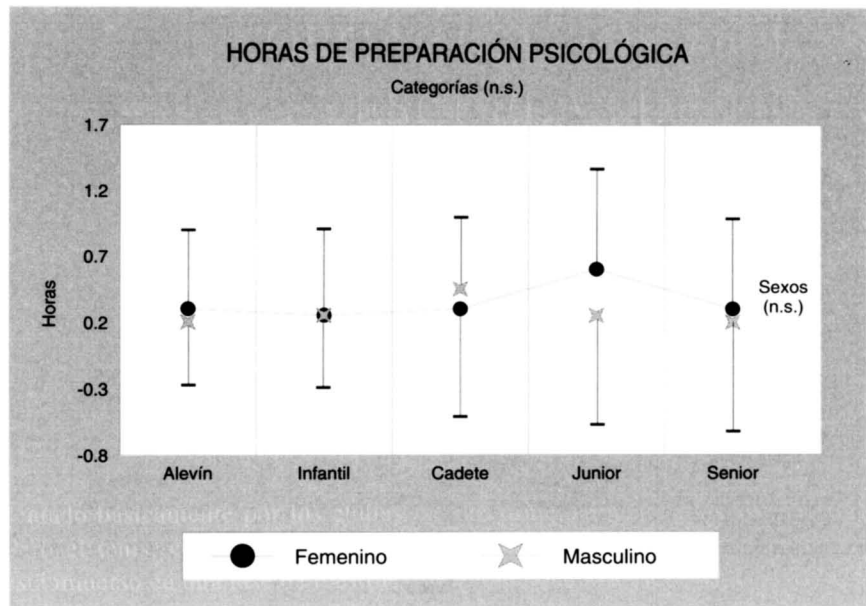 HORAS DE PREPARACIÓN PSICOLÓGICA
Categorías (n.s.)
1.7
1.2
0.7
0.2
-0.3
-0.8
Horas
Sexos
(n.s.)
Alevín Infantil Cadete Junior Senior
Femenino Masculino